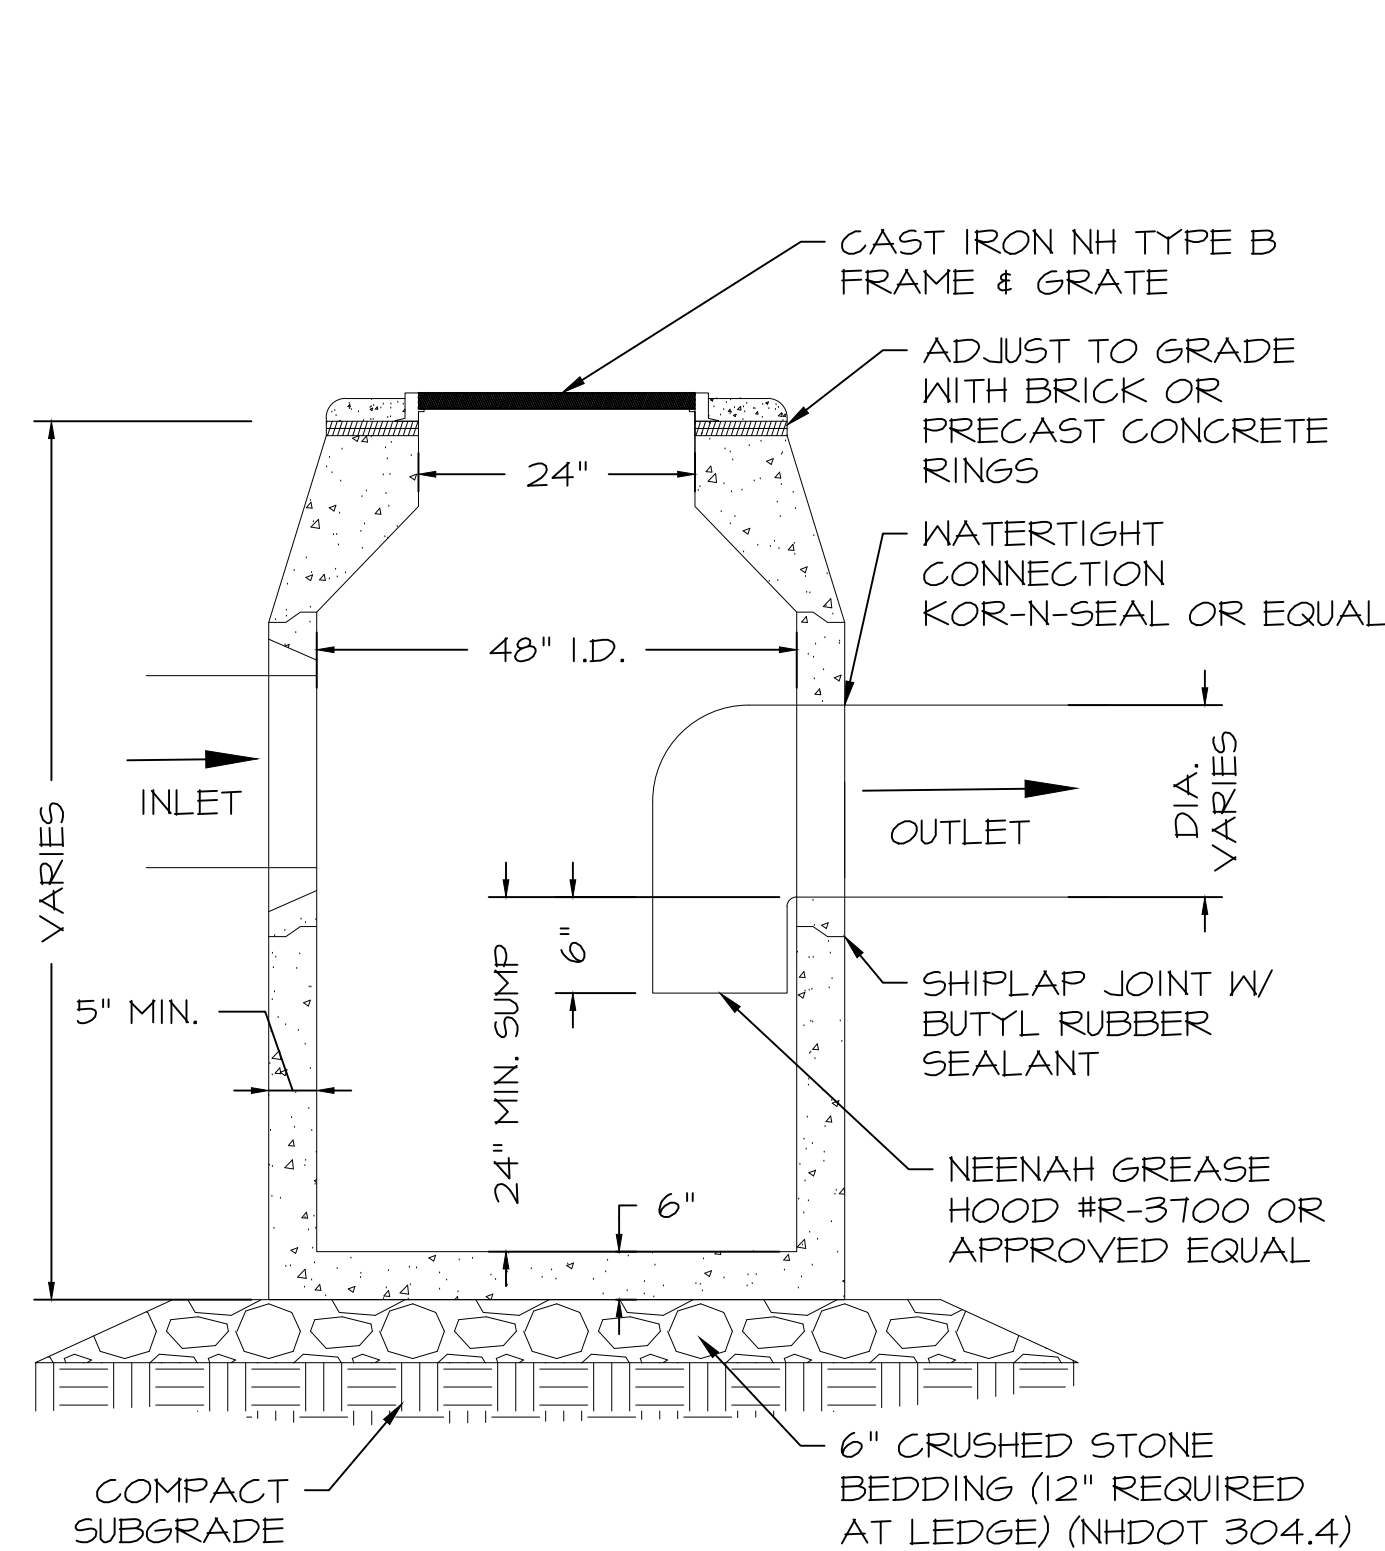 CAST IRON NH TYPE B
FRAME & GRATE
ADJUST TO GRADE
WITH BRICK OR
PRECAST CONCRETE
RINGS
24"
WATERTIGHT
CONNECTION
KOR-N-SEAL OR EQUAL
48" I.D.
INLET
OUTLET
DIA.
VARIES
VARIES
6"
24" MIN. SUMP
5" MIN.
SHIPLAP JOINT W/
BUTYL RUBBER
SEALANT
NEENAH GREASE
HOOD #R-3700 OR
APPROVED EQUAL
6"
6" CRUSHED STONE
BEDDING (12" REQUIRED
AT LEDGE) (NHDOT 304.4)
COMPACT
SUBGRADE